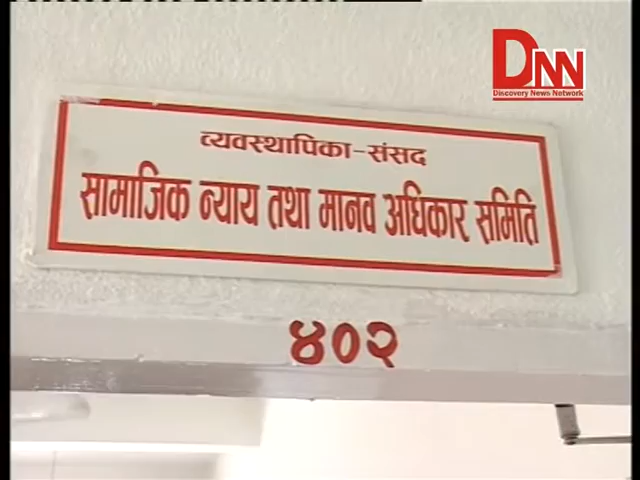 DNN
Discovery News Network
व्यवस्थापिका-संसद
सामाजिक न्याय तथा मानव अधिकार समिति
४०२